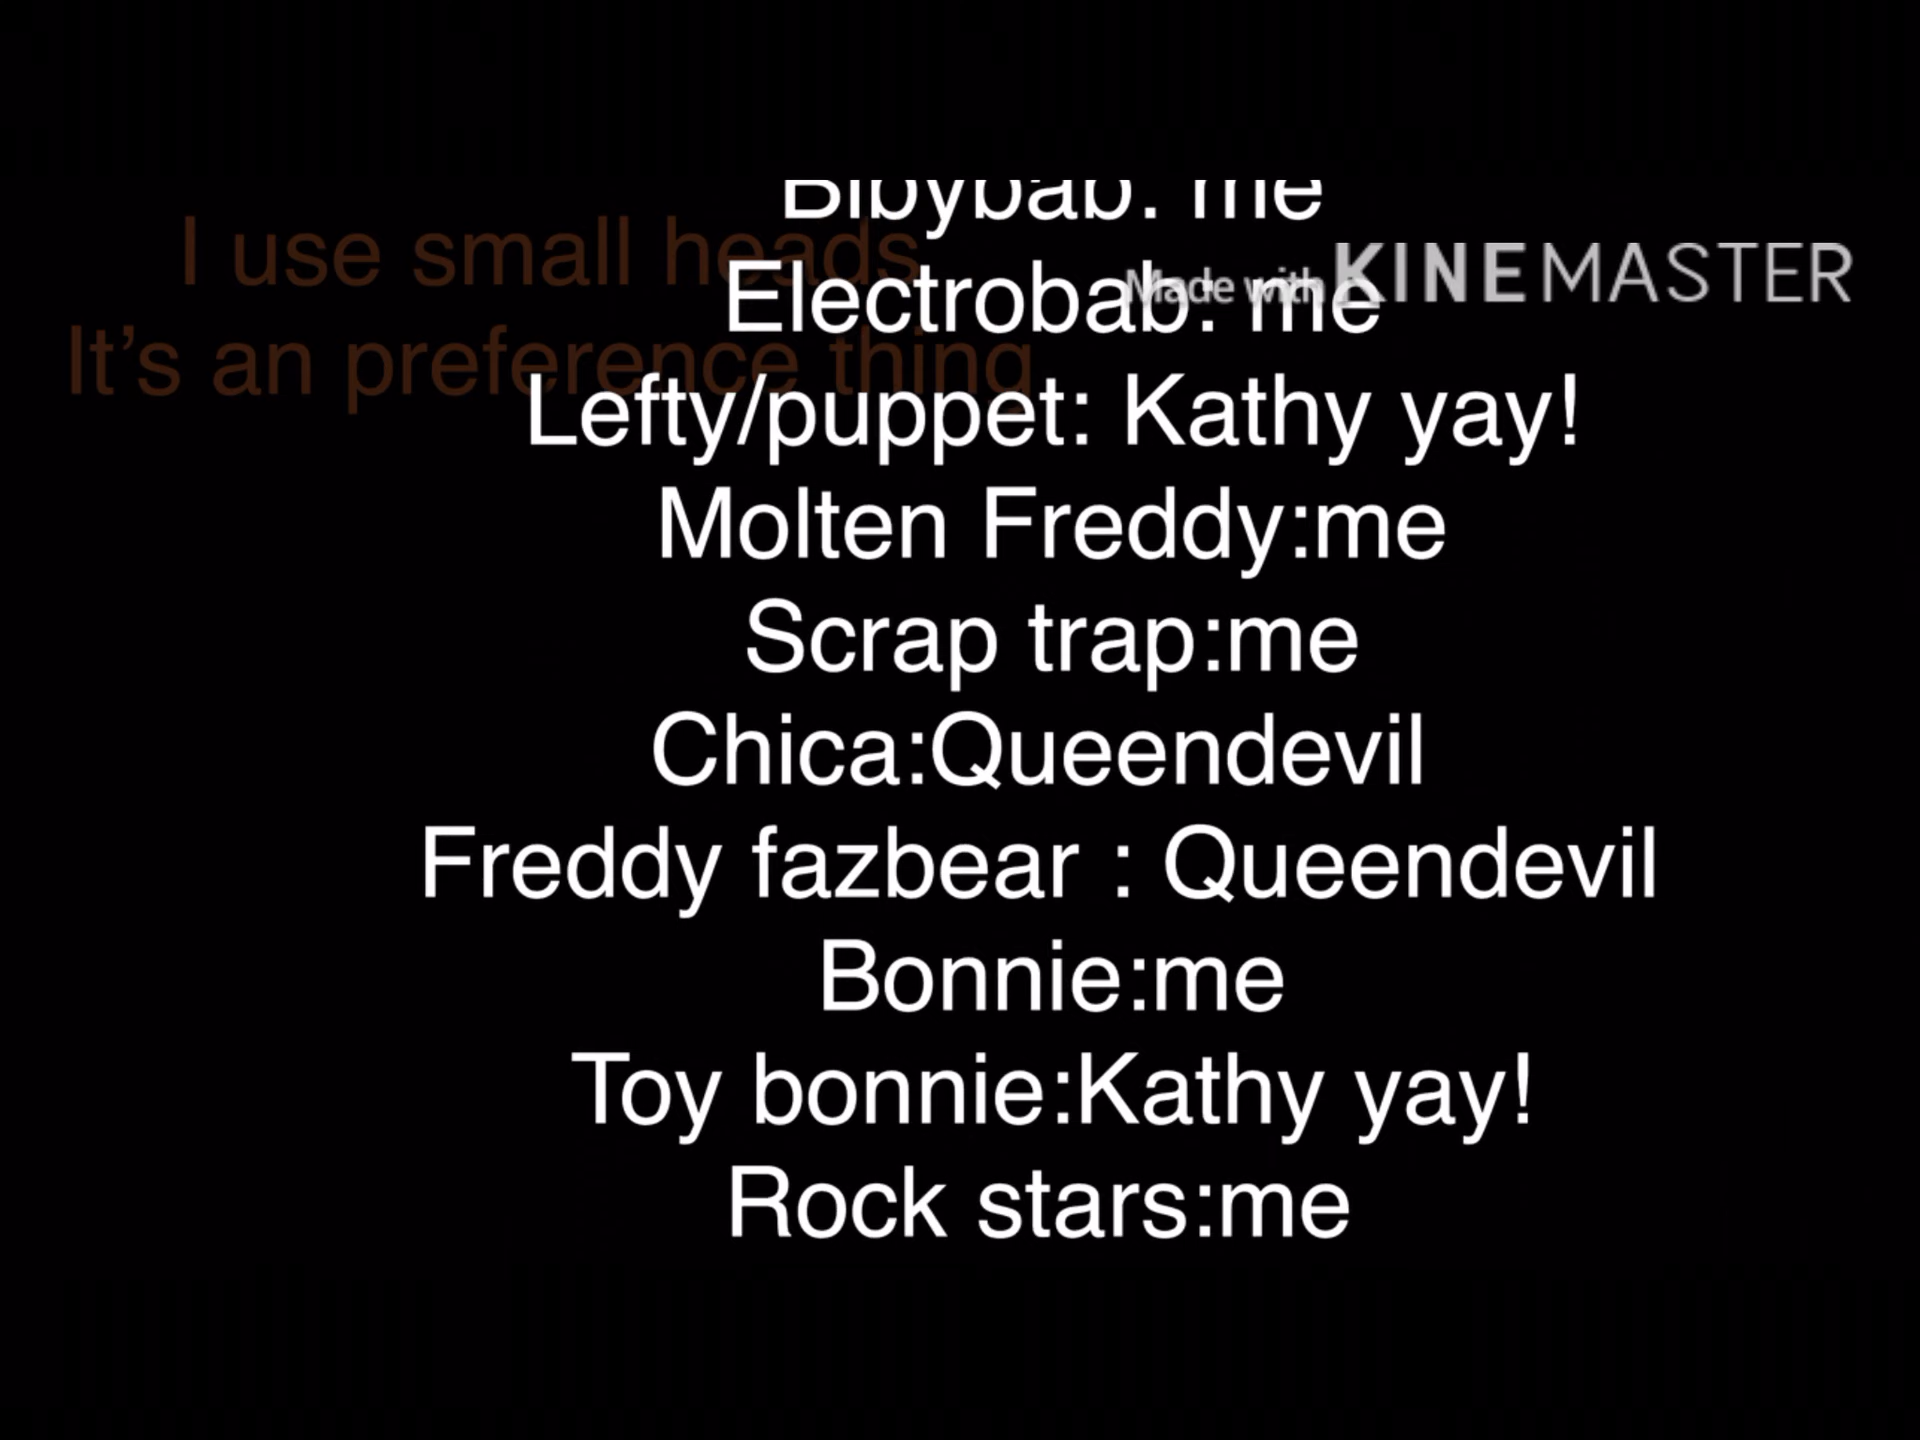 Bibybab: me
I use small heads
Electrobab: me
Made with KINEMASTER
It's an preference thing
Lefty/puppet: Kathy yay!
Molten Freddy:me
Scrap trap:me
Chica:Queendevil
Freddy fazbear : Queendevil
Bonnie:me
Toy bonnie:Kathy yay!
Rock stars:me